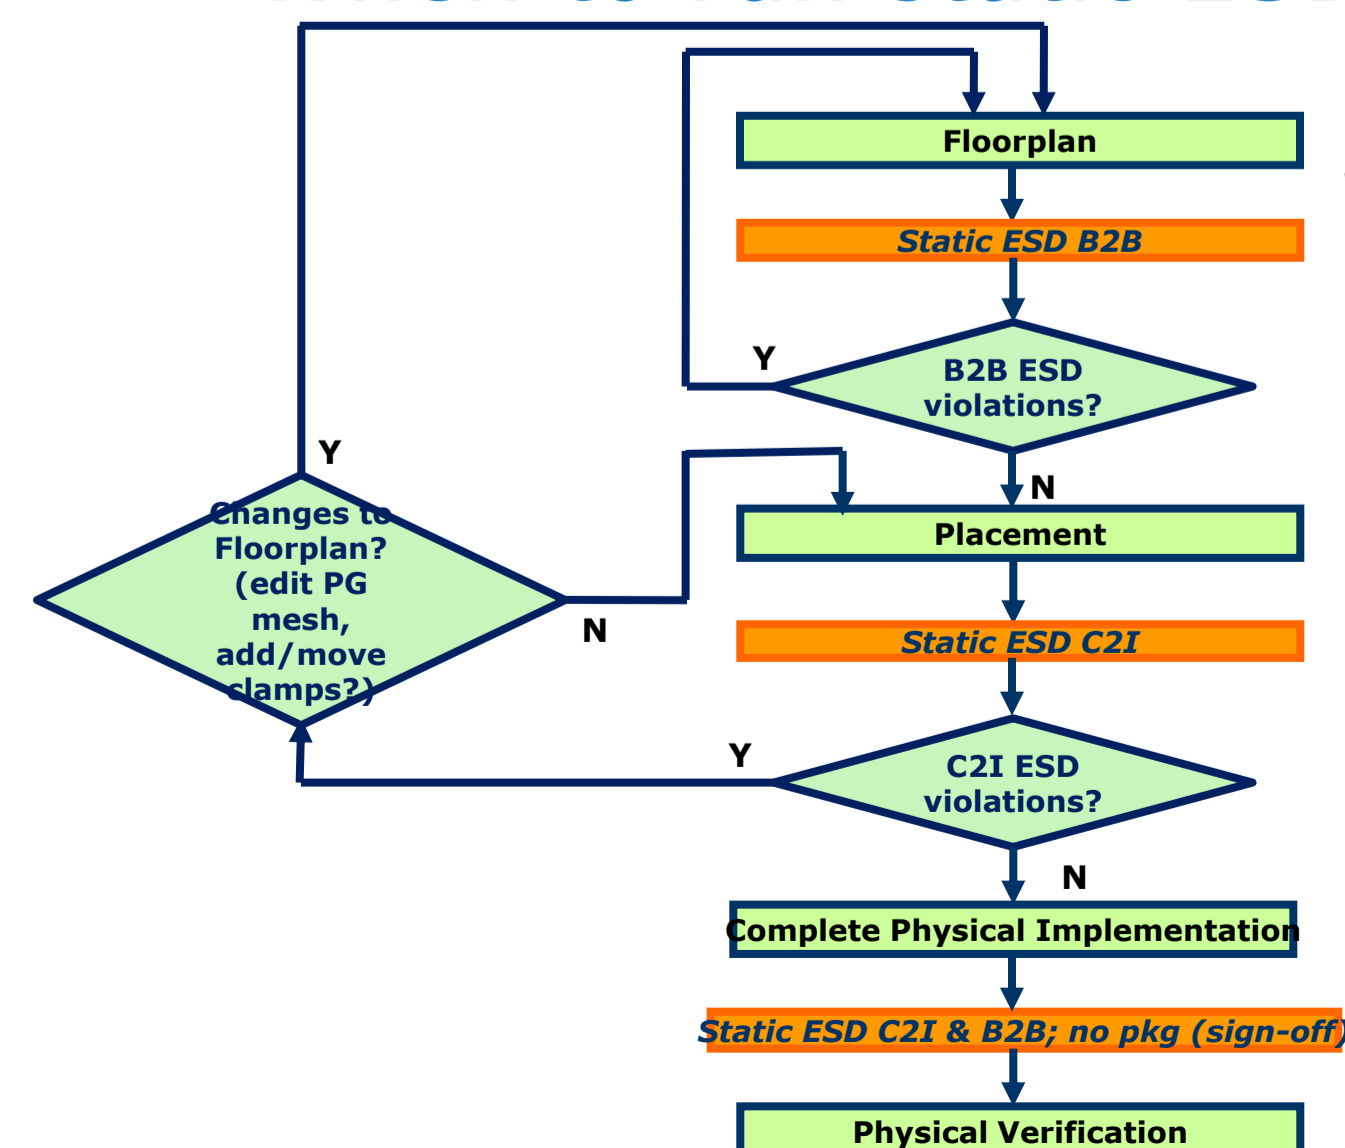 Floorplan
Static ESD B2B
Y
B2B ESD
violations?
Y
N
Changes to
Floorplan?
(edit PG
mesh,
add/move
clamps?)
N
Placement
Static ESD C2I
Y
C2I ESD
violations?
N
Complete Physical Implementation
Static ESD C2I & B2B; no pkg (sign-off)
Physical Verification